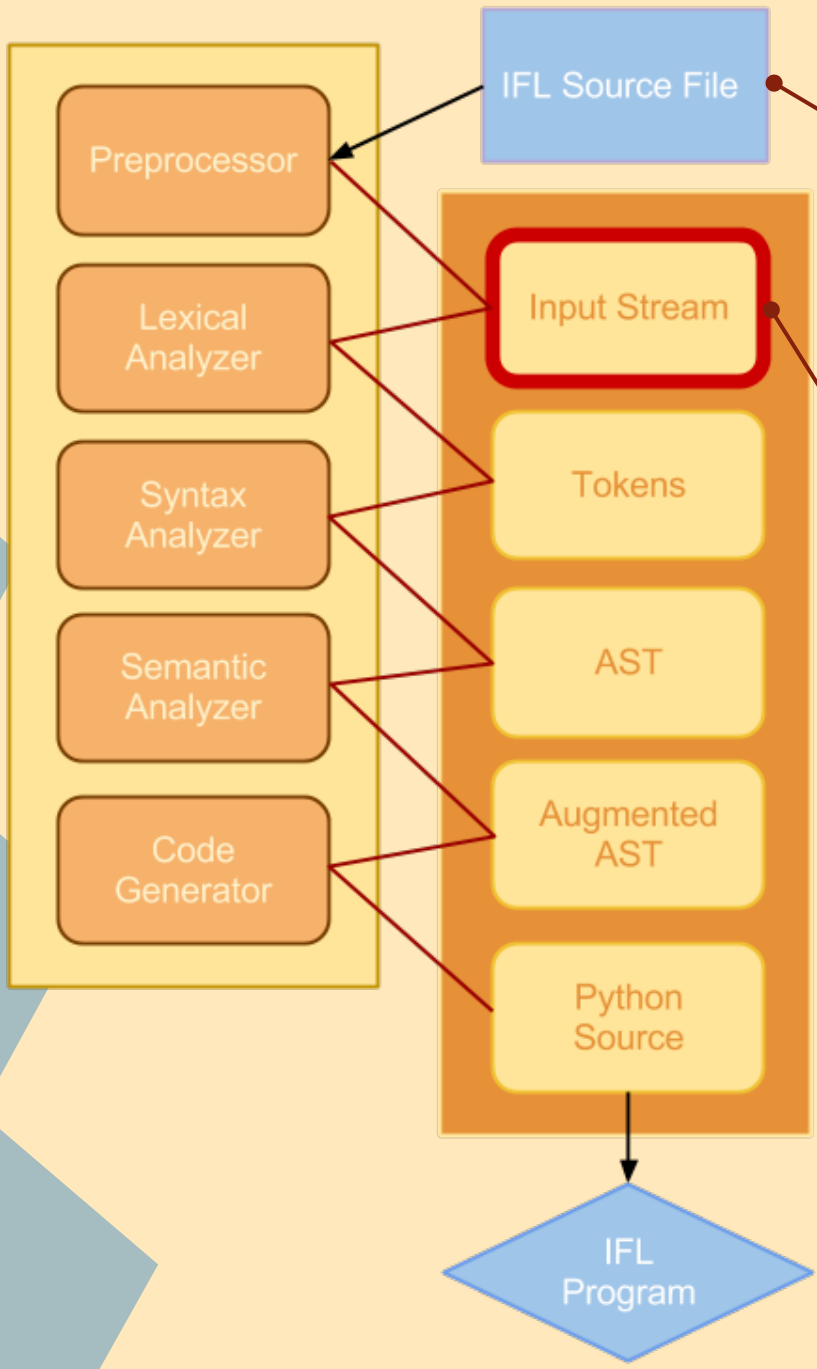 IFL Source File
Preprocessor
Input Stream
Lexical
Analyzer
Tokens
Syntax
Analyzer
AST
Semantic
Analyzer
Augmented
AST
Code
Generator
Python
Source
IFL
Program